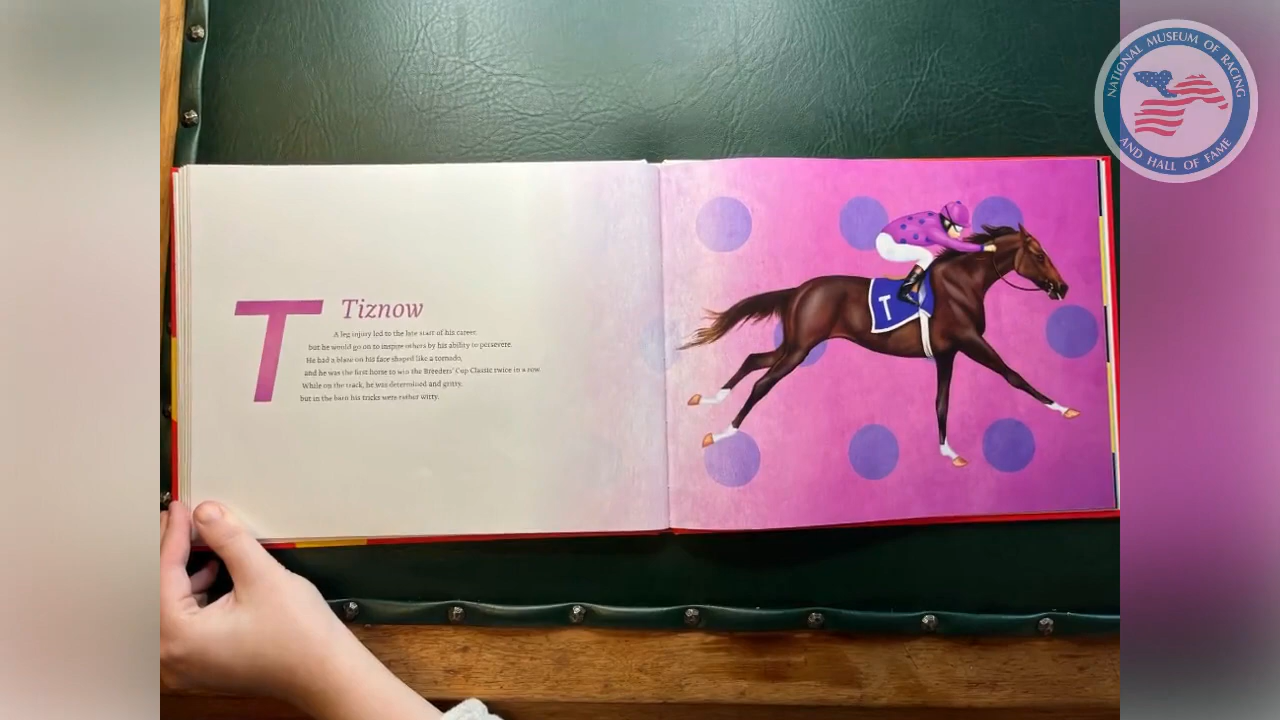 NATIONAL MUSEUM OF RACING
AND HALL OF FAME
T
Tiznow
A leg injury led to the late start of his career,
but he would go on to inspire others by his ability to persevere.
He had a blaze on his face shaped like a tornado,
and he was the first horse to win the Breeders' Cup Classic twice in a row.
While on the track, he was determined and gritty,
but in the barn his tricks were rather witty.
T